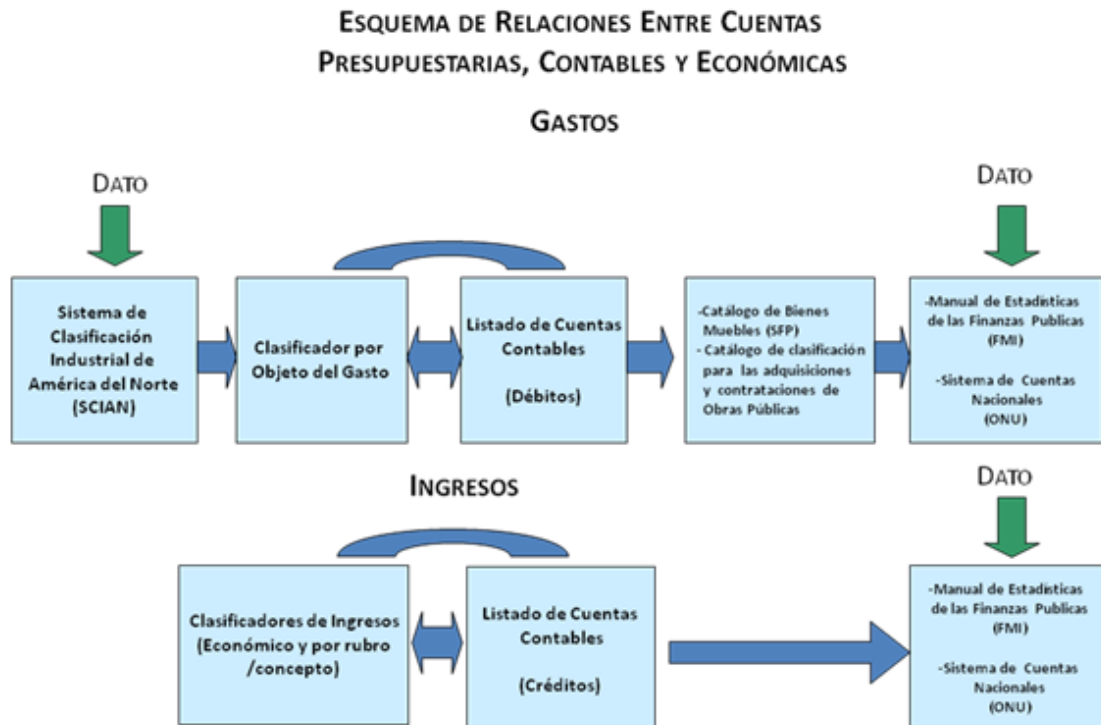 ESQUEMA DE RELACIONES ENTRE CUENTAS
PRESUPUESTARIAS, CONTABLES Y ECONÓMICAS
GASTOS
DATO
DATO
Sistema de
Clasificación
Industrial de
América del Norte
(SCIAN)
Clasificador por
Objeto del Gasto
Listado de Cuentas
Contables
(Débitos)
-Catálogo de Bienes
Muebles (SFP)
- Catálogo de clasificación
para las adquisiciones
y contrataciones de
Obras Públicas
-Manual de Estadísticas
de las Finanzas Publicas
(FMI)
-Sistema de Cuentas
Nacionales
(ONU)
INGRESOS
DATO
Clasificadores de Ingresos
(Económico y por rubro
/concepto)
Listado de Cuentas
Contables
(Créditos)
-Manual de Estadísticas
de las Finanzas Publicas
(FMI)
-Sistema de Cuentas
Nacionales
(ONU)